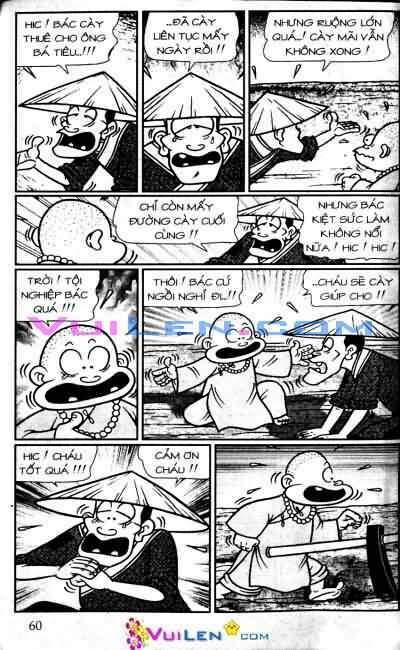 HIC! BÁC CÀY
THUÊ CHO ÔNG
BÁ TIÊU..!!!
..ĐÃ CÀY
LIÊN TỤC MẤY
NGÀY RỒI!!
NHƯNG RUỘNG LỚN
QUÁ..! CÀY MÃI VẪN
KHÔNG XONG!
CHỈ CÒN MẤY
ĐƯỜNG CÀY CUỐI
CÙNG!!
NHƯNG BÁC
KIỆT SỨC LÀM
KHÔNG NỔI
NỮA! HIC! HIC!
TRỜI! TỘI
NGHIỆP BÁC
QUÁ!!!
THÔI! BÁC CỨ
NGỒI NGHỈ ĐI..!!
..CHÁU SẼ CÀY
GIÚP CHO!!
VUILEN.COM
HIC! CHÁU
TỐT QUÁ!!!
CẢM ƠN
CHÁU!!
60
VUILEN.COM